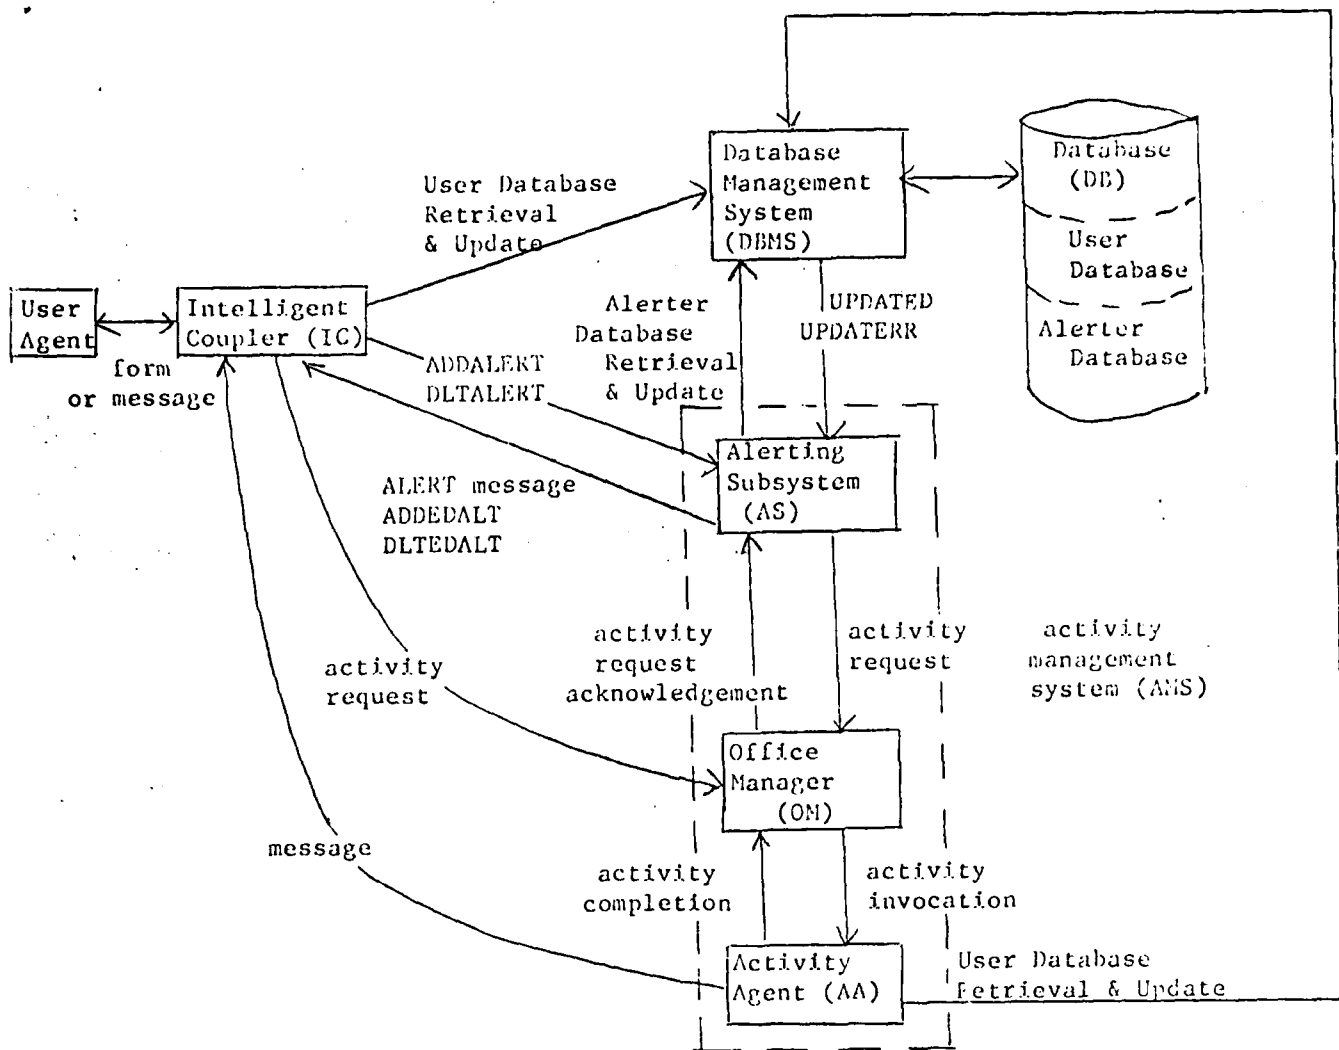 Database
Management
System
(DBMS)
Database
(DB)
User
Database
Alerter
Database
User Database
Retrieval
& Update
User
Agent
Intelligent
Coupler (IC)
form
or message
Alerter
Database
Retrieval
& Update
UPDATED
UPDATERR
ADDALERT
DLTALERT
Alerting
Subsystem
(AS)
ALERT message
ADDEDALT
DLTEDALT
activity
request
acknowledgement
activity
request
activity
management
system (AMS)
activity
request
Office
Manager
(OM)
message
activity
completion
activity
invocation
Activity
Agent (AA)
User Database
Retrieval & Update